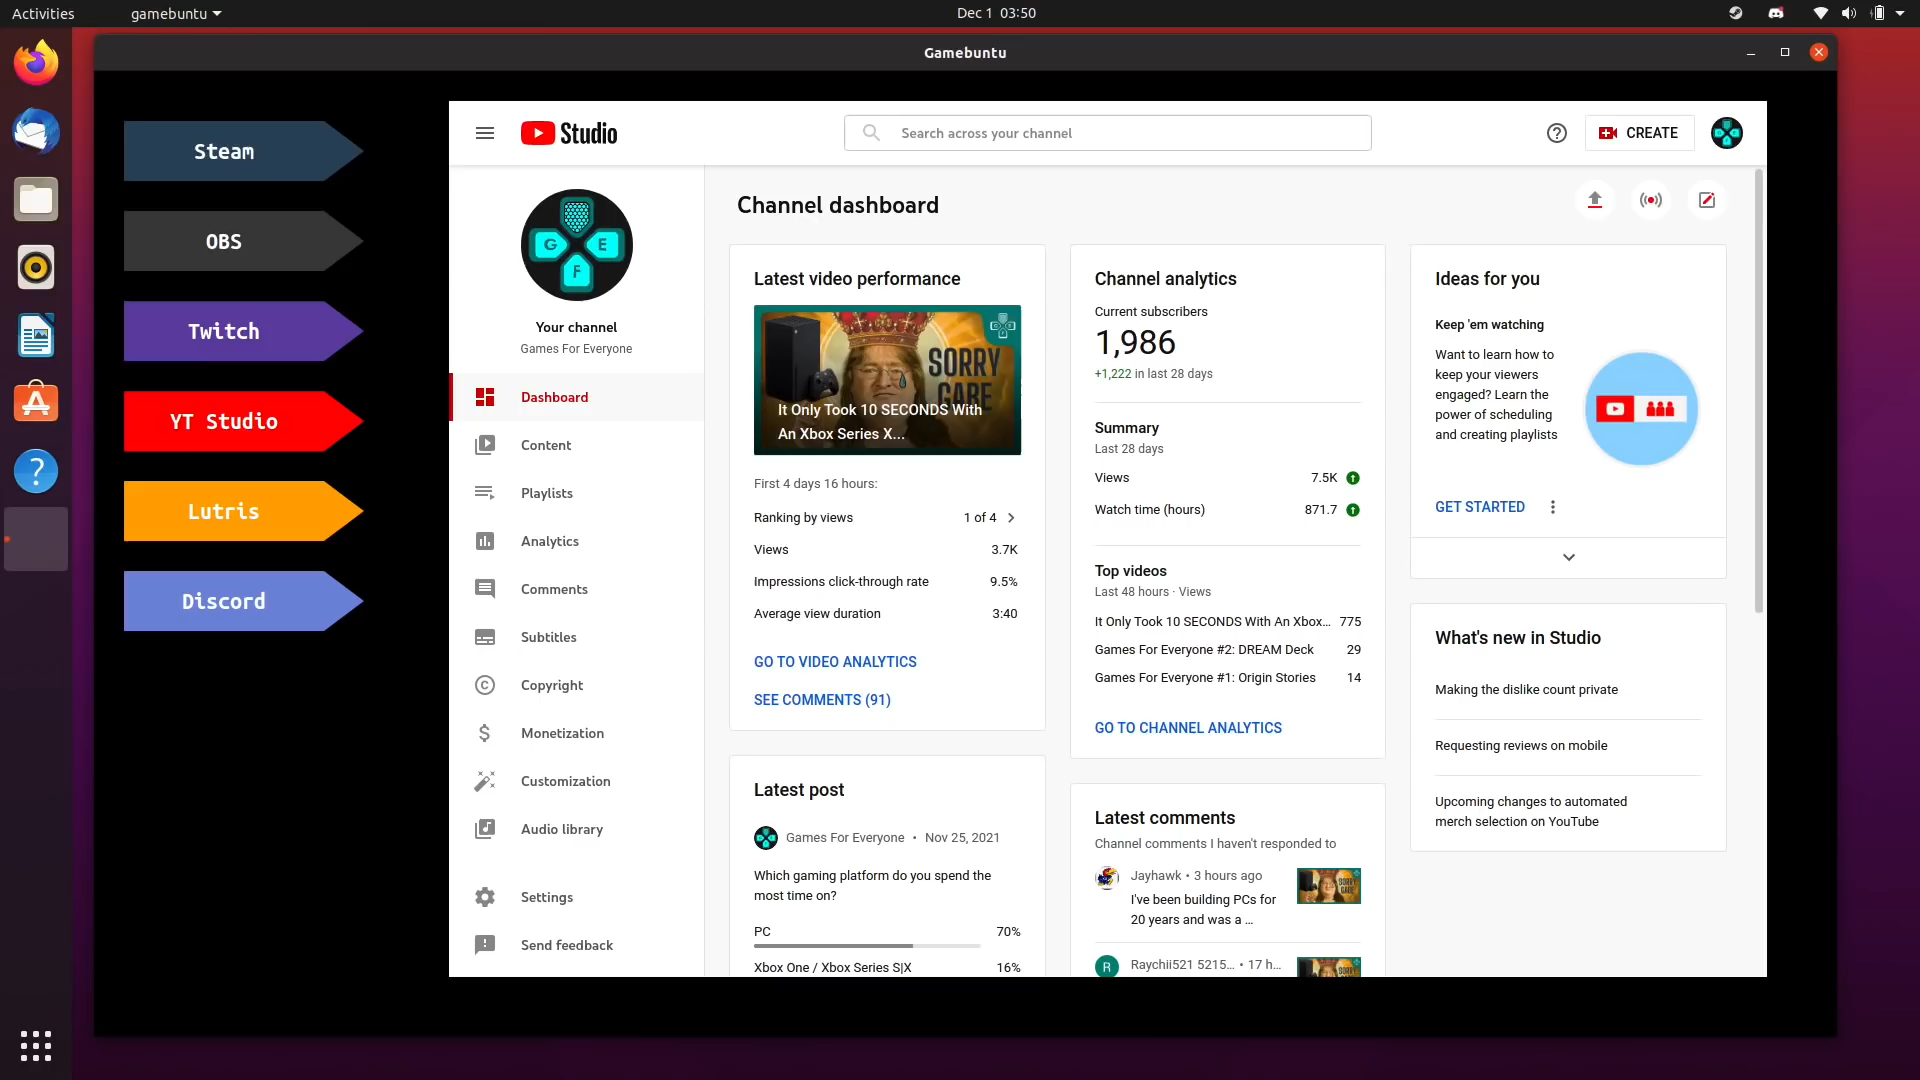 Activities
gamebuntu
Dec 1 03:50
Gamebuntu
Steam
OBS
Twitch
YT Studio
Lutris
Discord
Studio
Search across your channel
CREATE
G E
F
Your channel
Games For Everyone
Dashboard
Content
Playlists
Analytics
Comments
Subtitles
Copyright
Monetization
Customization
Audio library
Settings
Send feedback
Channel dashboard
Latest video performance
SORRY
GABE
It Only Took 10 SECONDS With
An Xbox Series X...
First 4 days 16 hours:
Ranking by views 1 of 4
Views 3.7K
Impressions click-through rate 9.5%
Average view duration 3:40
GO TO VIDEO ANALYTICS
SEE COMMENTS (91)
Latest post
Games For Everyone • Nov 25, 2021
Which gaming platform do you spend the
most time on?
PC 70%
Xbox One / Xbox Series S|X 16%
Channel analytics
Current subscribers
1,986
+1,222 in last 28 days
Summary
Last 28 days
Views 7.5K
Watch time (hours) 871.7
Top videos
Last 48 hours · Views
It Only Took 10 SECONDS With An Xbox... 775
Games For Everyone #2: DREAM Deck 29
Games For Everyone #1: Origin Stories 14
GO TO CHANNEL ANALYTICS
Latest comments
Channel comments I haven't responded to
Jayhawk • 3 hours ago
I've been building PCs for
20 years and was a ...
SORRY
GABE
R
Raychii521 5215... • 17 h...
SORRY
Ideas for you
Keep 'em watching
Want to learn how to
keep your viewers
engaged? Learn the
power of scheduling
and creating playlists
GET STARTED
What's new in Studio
Making the dislike count private
Requesting reviews on mobile
Upcoming changes to automated
merch selection on YouTube